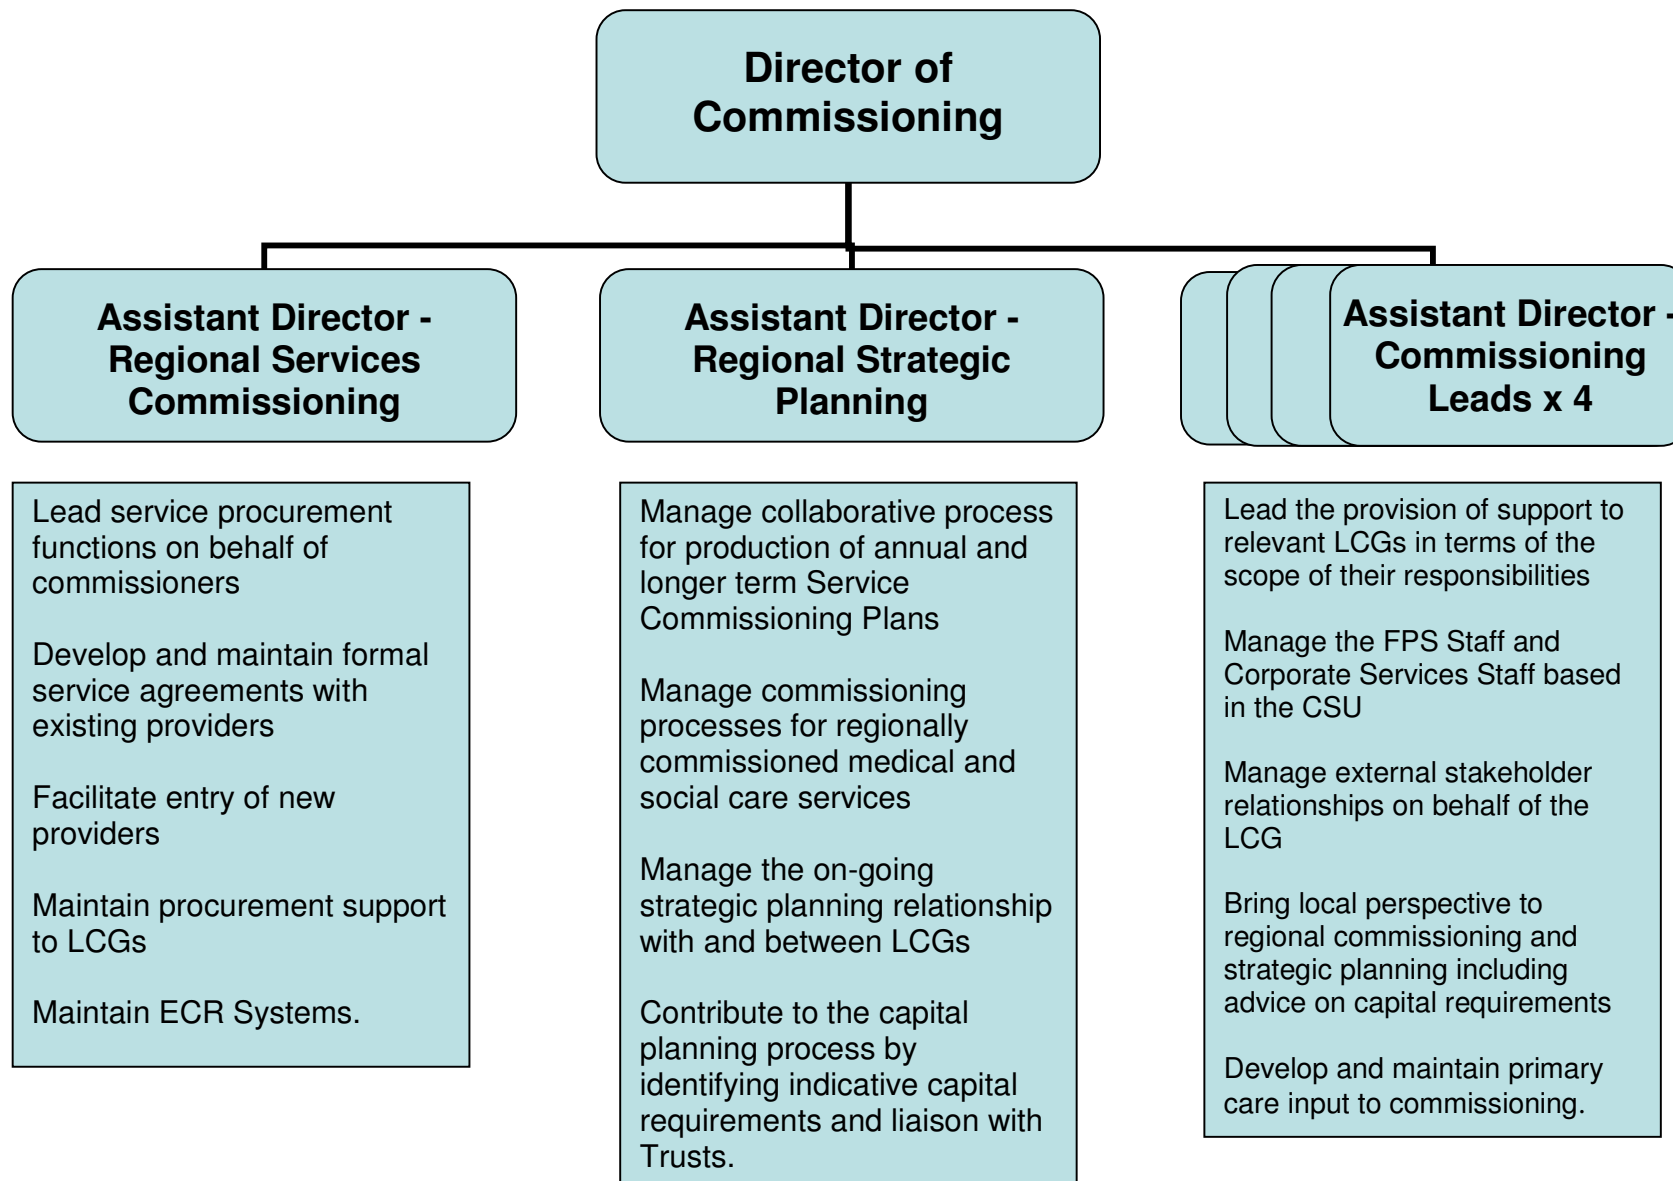 Director of
Commissioning
Assistant Director -
Regional Services
Commissioning
Assistant Director -
Regional Strategic
Planning
Assistant Director -
Commissioning
Leads x 4
Lead service procurement
functions on behalf of
commissioners
Develop and maintain formal
service agreements with
existing providers
Facilitate entry of new
providers
Maintain procurement support
to LCGs
Maintain ECR Systems.
Manage collaborative process
for production of annual and
longer term Service
Commissioning Plans
Manage commissioning
processes for regionally
commissioned medical and
social care services
Manage the on-going
strategic planning relationship
with and between LCGs
Contribute to the capital
planning process by
identifying indicative capital
requirements and liaison with
Trusts.
Lead the provision of support to
relevant LCGs in terms of the
scope of their responsibilities
Manage the FPS Staff and
Corporate Services Staff based
in the CSU
Manage external stakeholder
relationships on behalf of the
LCG
Bring local perspective to
regional commissioning and
strategic planning including
advice on capital requirements
Develop and maintain primary
care input to commissioning.